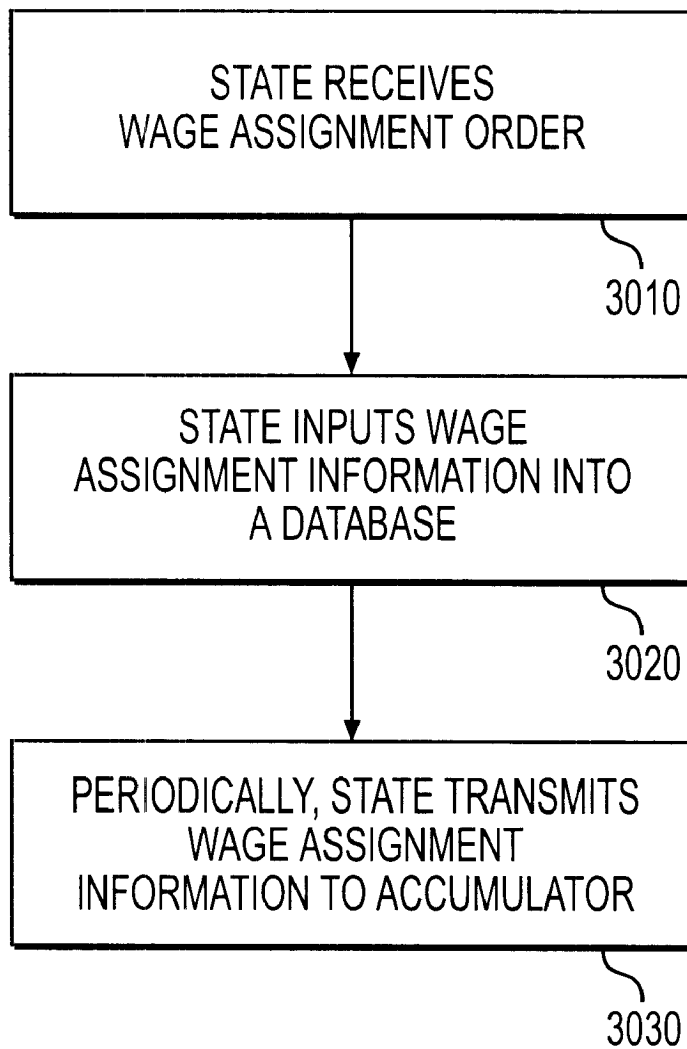 STATE RECEIVES
WAGE ASSIGNMENT ORDER
3010
STATE INPUTS WAGE
ASSIGNMENT INFORMATION INTO
A DATABASE
3020
PERIODICALLY, STATE TRANSMITS
WAGE ASSIGNMENT
INFORMATION TO ACCUMULATOR
3030